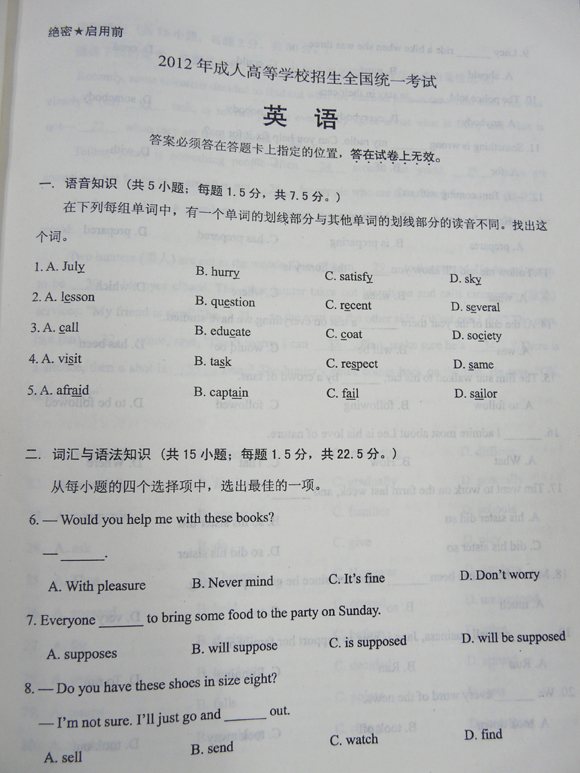 绝密★启用前
2012 年成人高等学校招生全国统一考试
英 语
答案必须答在答题卡上指定的位置，答在试卷上无效。
一. 语音知识（共 5 小题；每题 1.5 分，共 7.5 分。）
在下列每组单词中，有一个单词的划线部分与其他单词的划线部分的读音不同。找出这
个词。
1. A. July B. hurry C. satisfy D. sky
2. A. lesson B. question C. recent D. several
3. A. call B. educate C. coat D. society
4. A. visit B. task C. respect D. same
5. A. afraid B. captain C. fail D. sailor
二. 词汇与语法知识（共 15 小题；每题 1.5 分，共 22.5 分。）
从每小题的四个选择项中，选出最佳的一项。
6. — Would you help me with these books?
— ______.
A. With pleasure B. Never mind C. It's fine D. Don't worry
7. Everyone ______ to bring some food to the party on Sunday.
A. supposes B. will suppose C. is supposed D. will be supposed
8. — Do you have these shoes in size eight?
— I'm not sure. I'll just go and ______ out.
A. sell B. send C. watch D. find